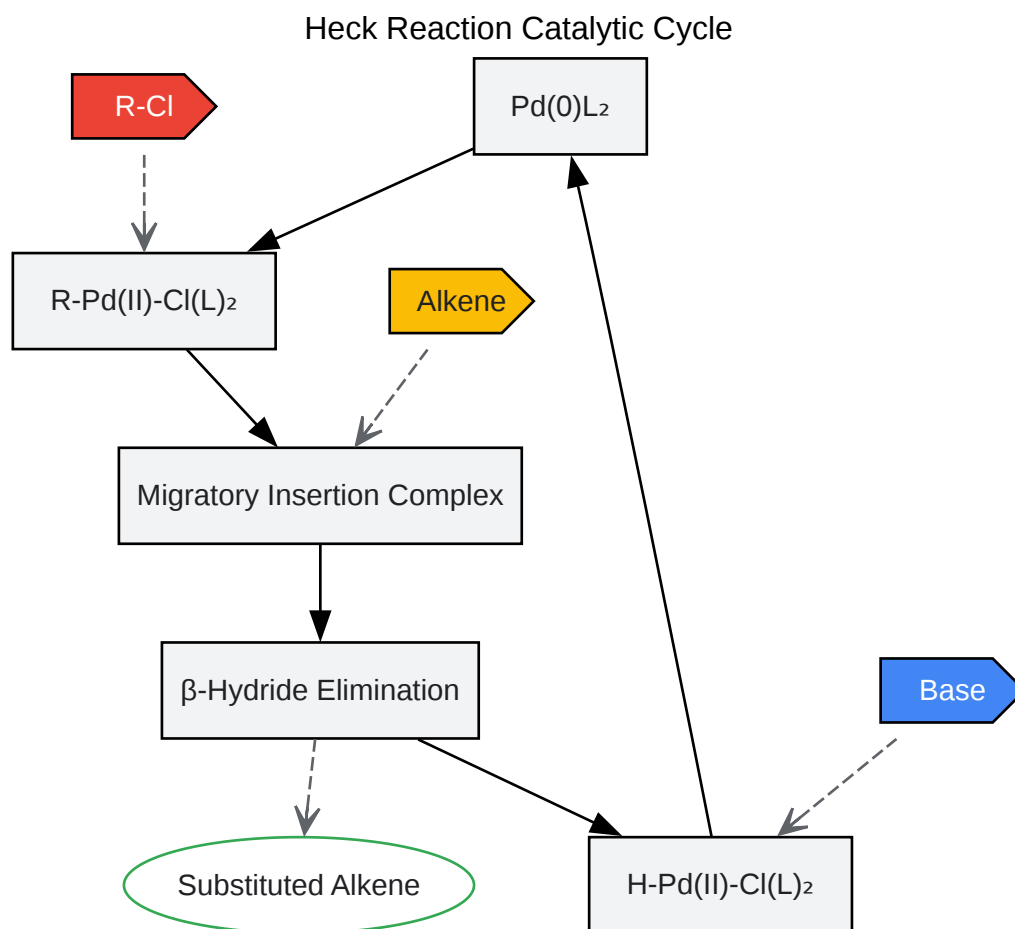 Heck Reaction Catalytic Cycle
R-Cl
Pd(0)L₂
R-Pd(II)-Cl(L)₂
Alkene
Migratory Insertion Complex
β-Hydride Elimination
Base
Substituted Alkene
H-Pd(II)-Cl(L)₂